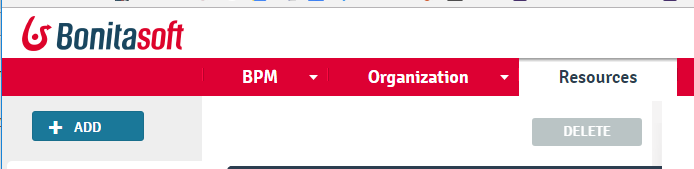 Bonitasoft
BPM Organization Resources
ADD DELETE